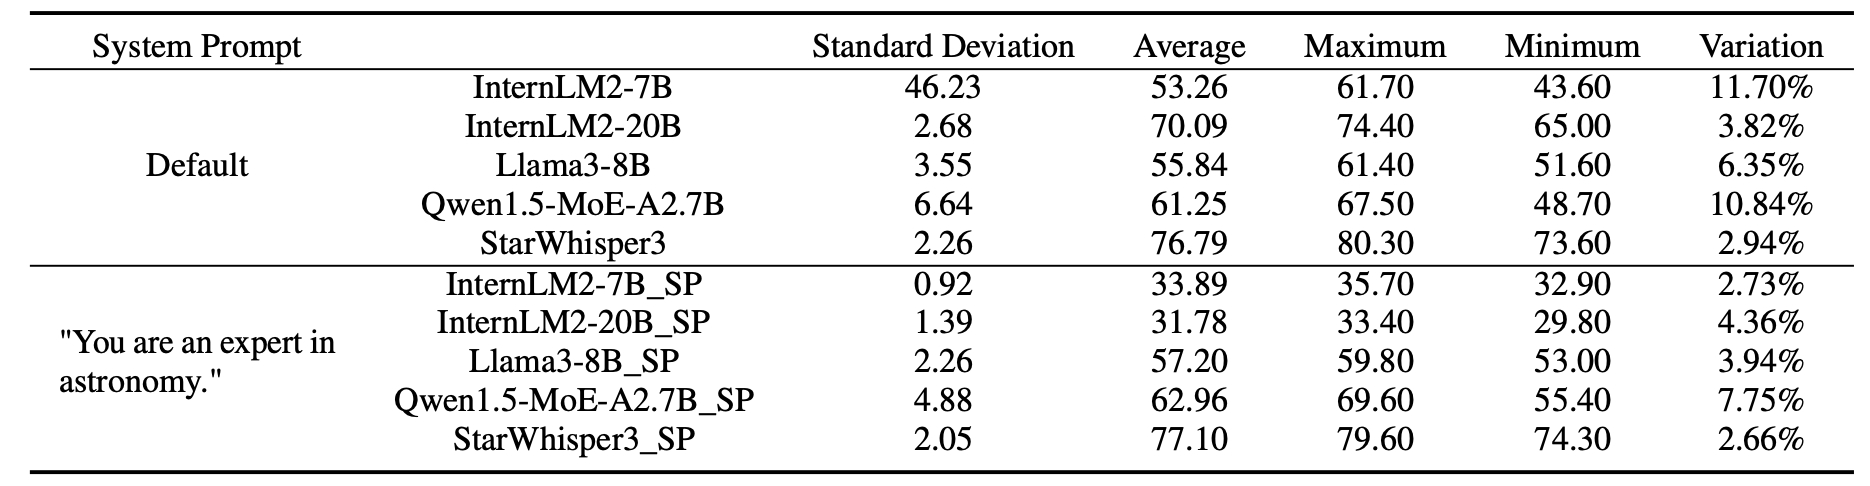 System Prompt Standard Deviation Average Maximum Minimum Variation
InternLM2-7B 46.23 53.26 61.70 43.60 11.70%
InternLM2-20B 2.68 70.09 74.40 65.00 3.82%
Default Llama3-8B 3.55 55.84 61.40 51.60 6.35%
Qwen1.5-MoE-A2.7B 6.64 61.25 67.50 48.70 10.84%
StarWhisper3 2.26 76.79 80.30 73.60 2.94%
InternLM2-7B_SP 0.92 33.89 35.70 32.90 2.73%
InternLM2-20B_SP 1.39 31.78 33.40 29.80 4.36%
"You are an expert in
Llama3-8B_SP 2.26 57.20 59.80 53.00 3.94%
astronomy."
Qwen1.5-MoE-A2.7B_SP 4.88 62.96 69.60 55.40 7.75%
StarWhisper3_SP 2.05 77.10 79.60 74.30 2.66%